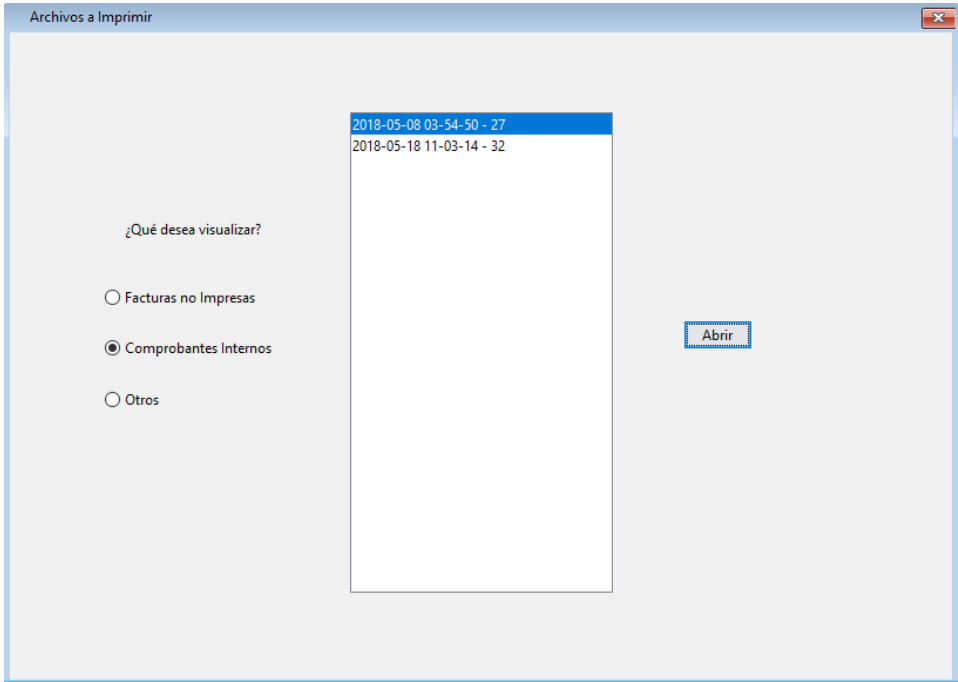 Archivos a Imprimir
2018-05-08 03-54-50 - 27
2018-05-18 11-03-14 - 32
¿Qué desea visualizar?
Facturas no Impresas
Comprobantes Internos
Otros
Abrir